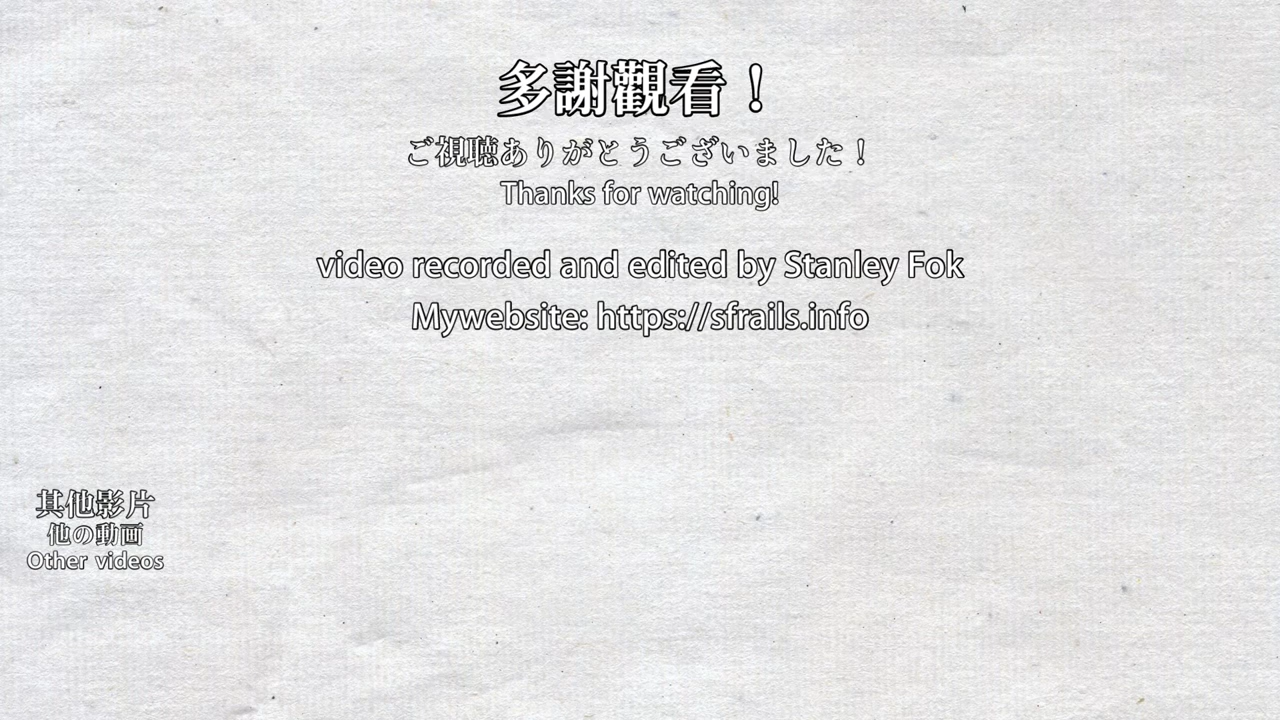 多謝觀看！
ご視聴ありがとうございました！
Thanks for watching!
video recorded and edited by Stanley Fok
Mywebsite: https://sfrails.info
其他影片
他の動画
Other videos